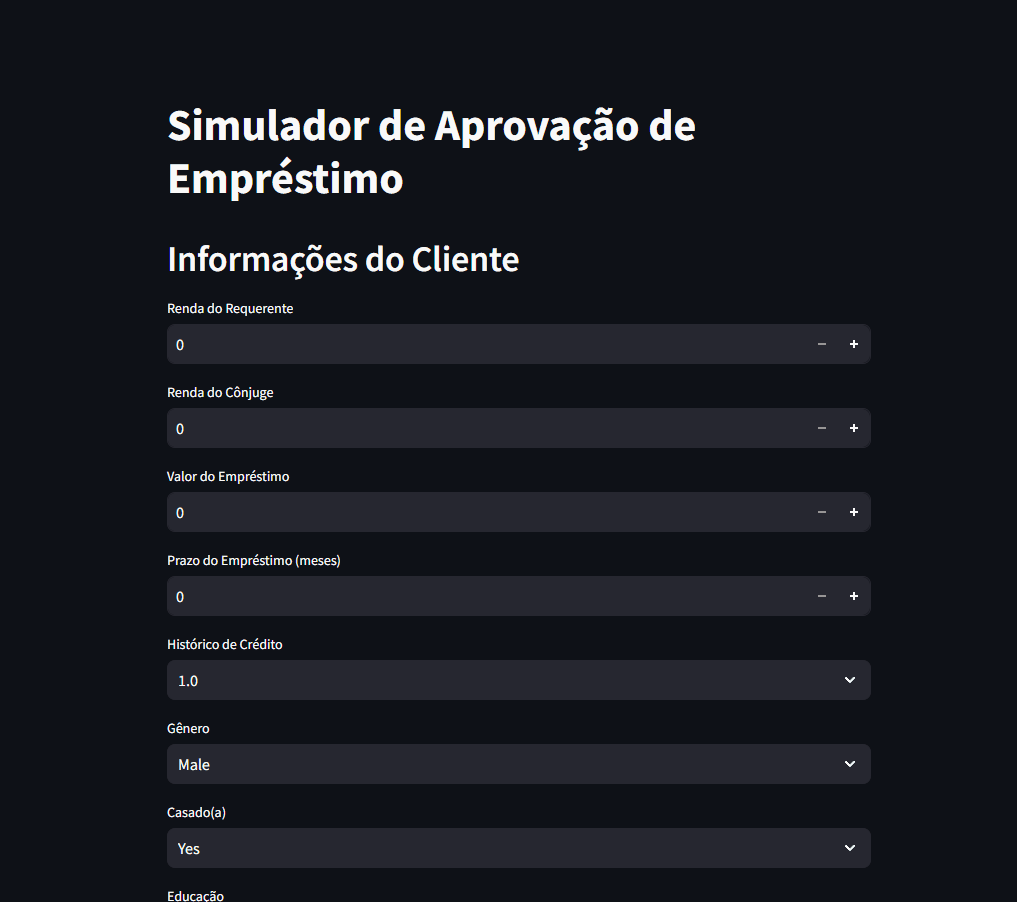 Simulador de Aprovação de
Empréstimo
Informações do Cliente
Renda do Requerente
0
Renda do Cônjuge
0
Valor do Empréstimo
0
Prazo do Empréstimo (meses)
0
Histórico de Crédito
1.0
Gênero
Male
Casado(a)
Yes
Educação